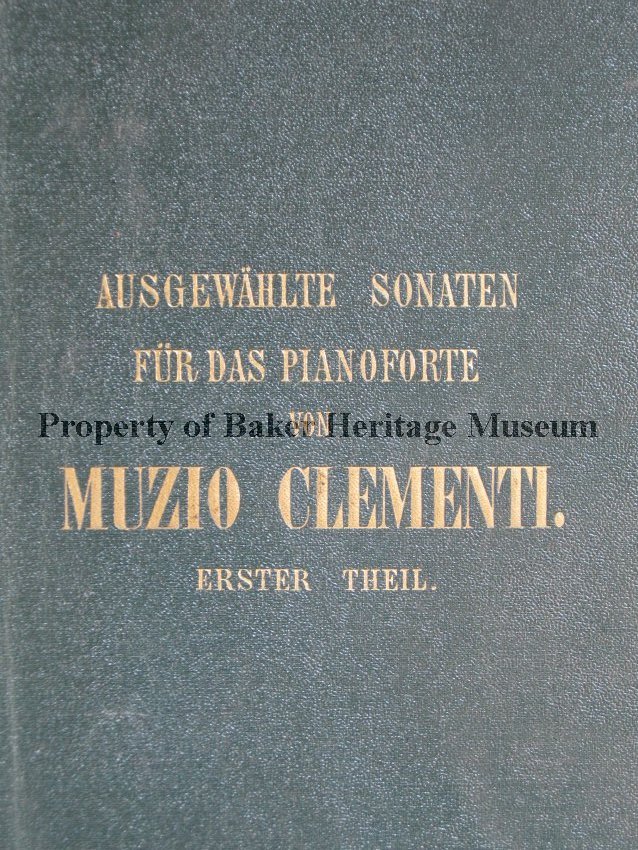 AUSGEWÄHLTE SONATEN
FÜR DAS PIANOFORTE
VON
Property of Baker Heritage Museum
MUZIO CLEMENTI.
ERSTER THEIL.